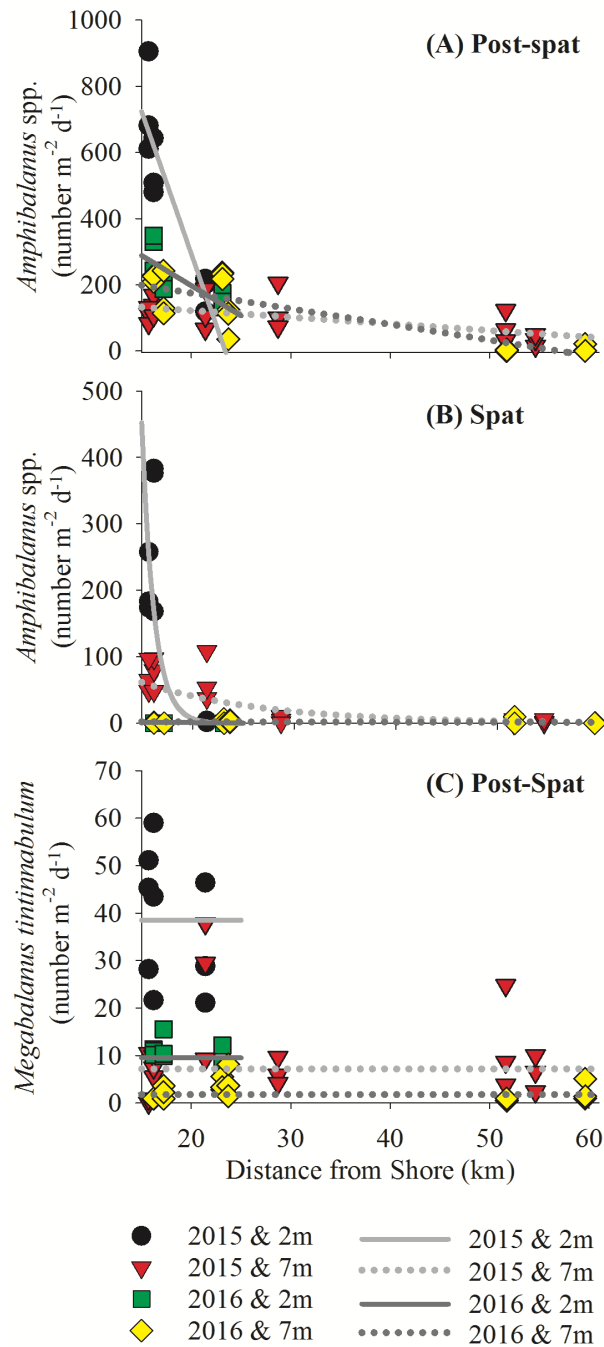 (A) Post-spat
Amphibalanus spp.
(number m-2 d-1)
1000
800
600
400
200
0
(B) Spat
Amphibalanus spp.
(number m-2 d-1)
500
400
300
200
100
0
(C) Post-Spat
Megabalanus tintinnabulum
(number m-2 d-1)
70
60
50
40
30
20
10
0
20 30 40 50 60
Distance from Shore (km)
2015 & 2m 2015 & 2m
2015 & 7m 2015 & 7m
2016 & 2m 2016 & 2m
2016 & 7m 2016 & 7m